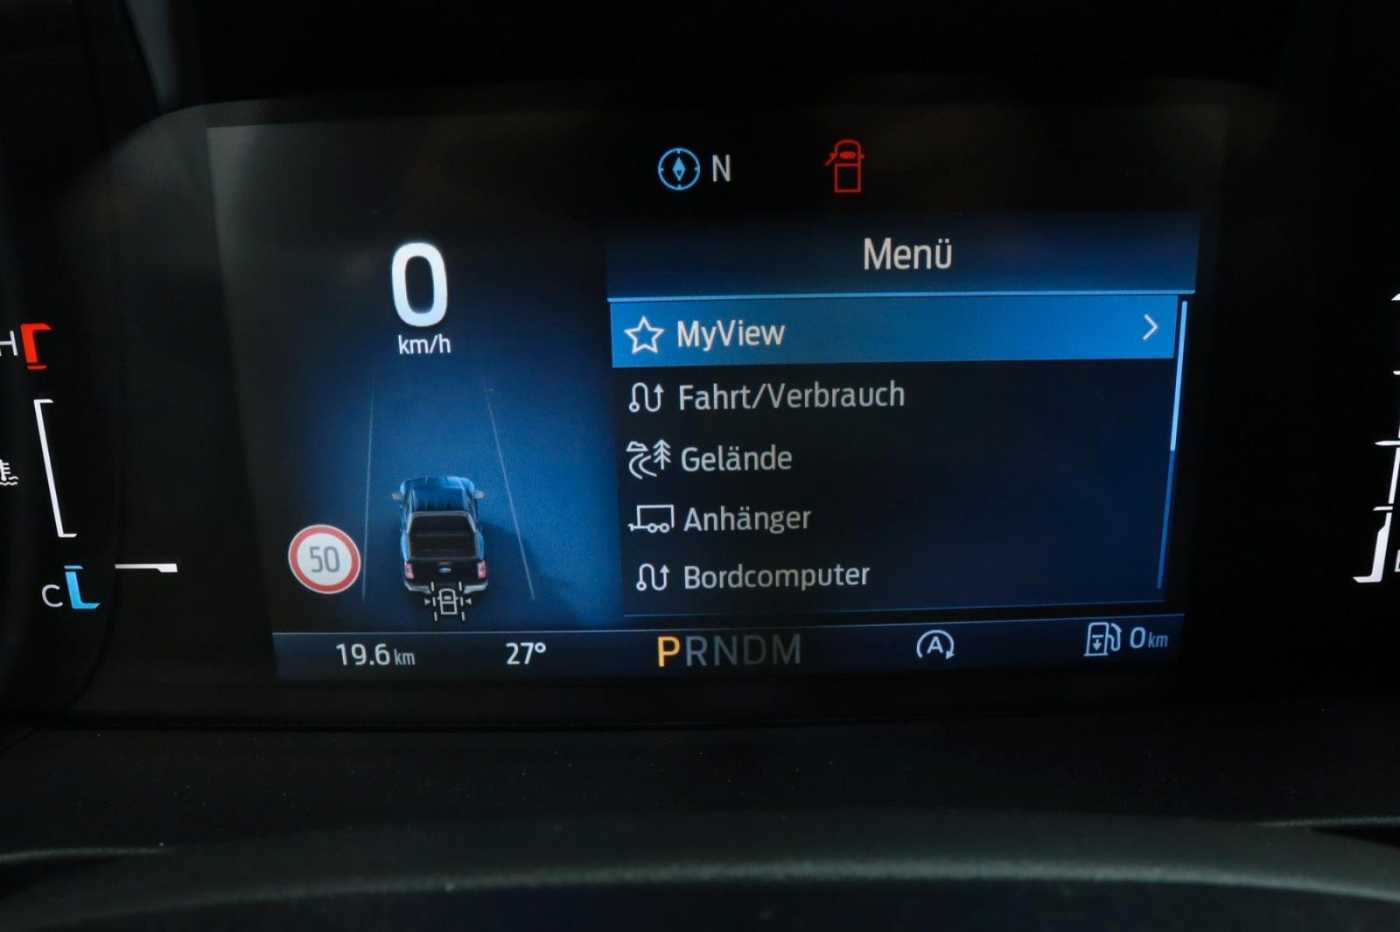 N
0
km/h
Menü
MyView
Fahrt/Verbrauch
Gelände
Anhänger
Bordcomputer
50
H
C
19.6 km
27°
PRNDM
A
0 km